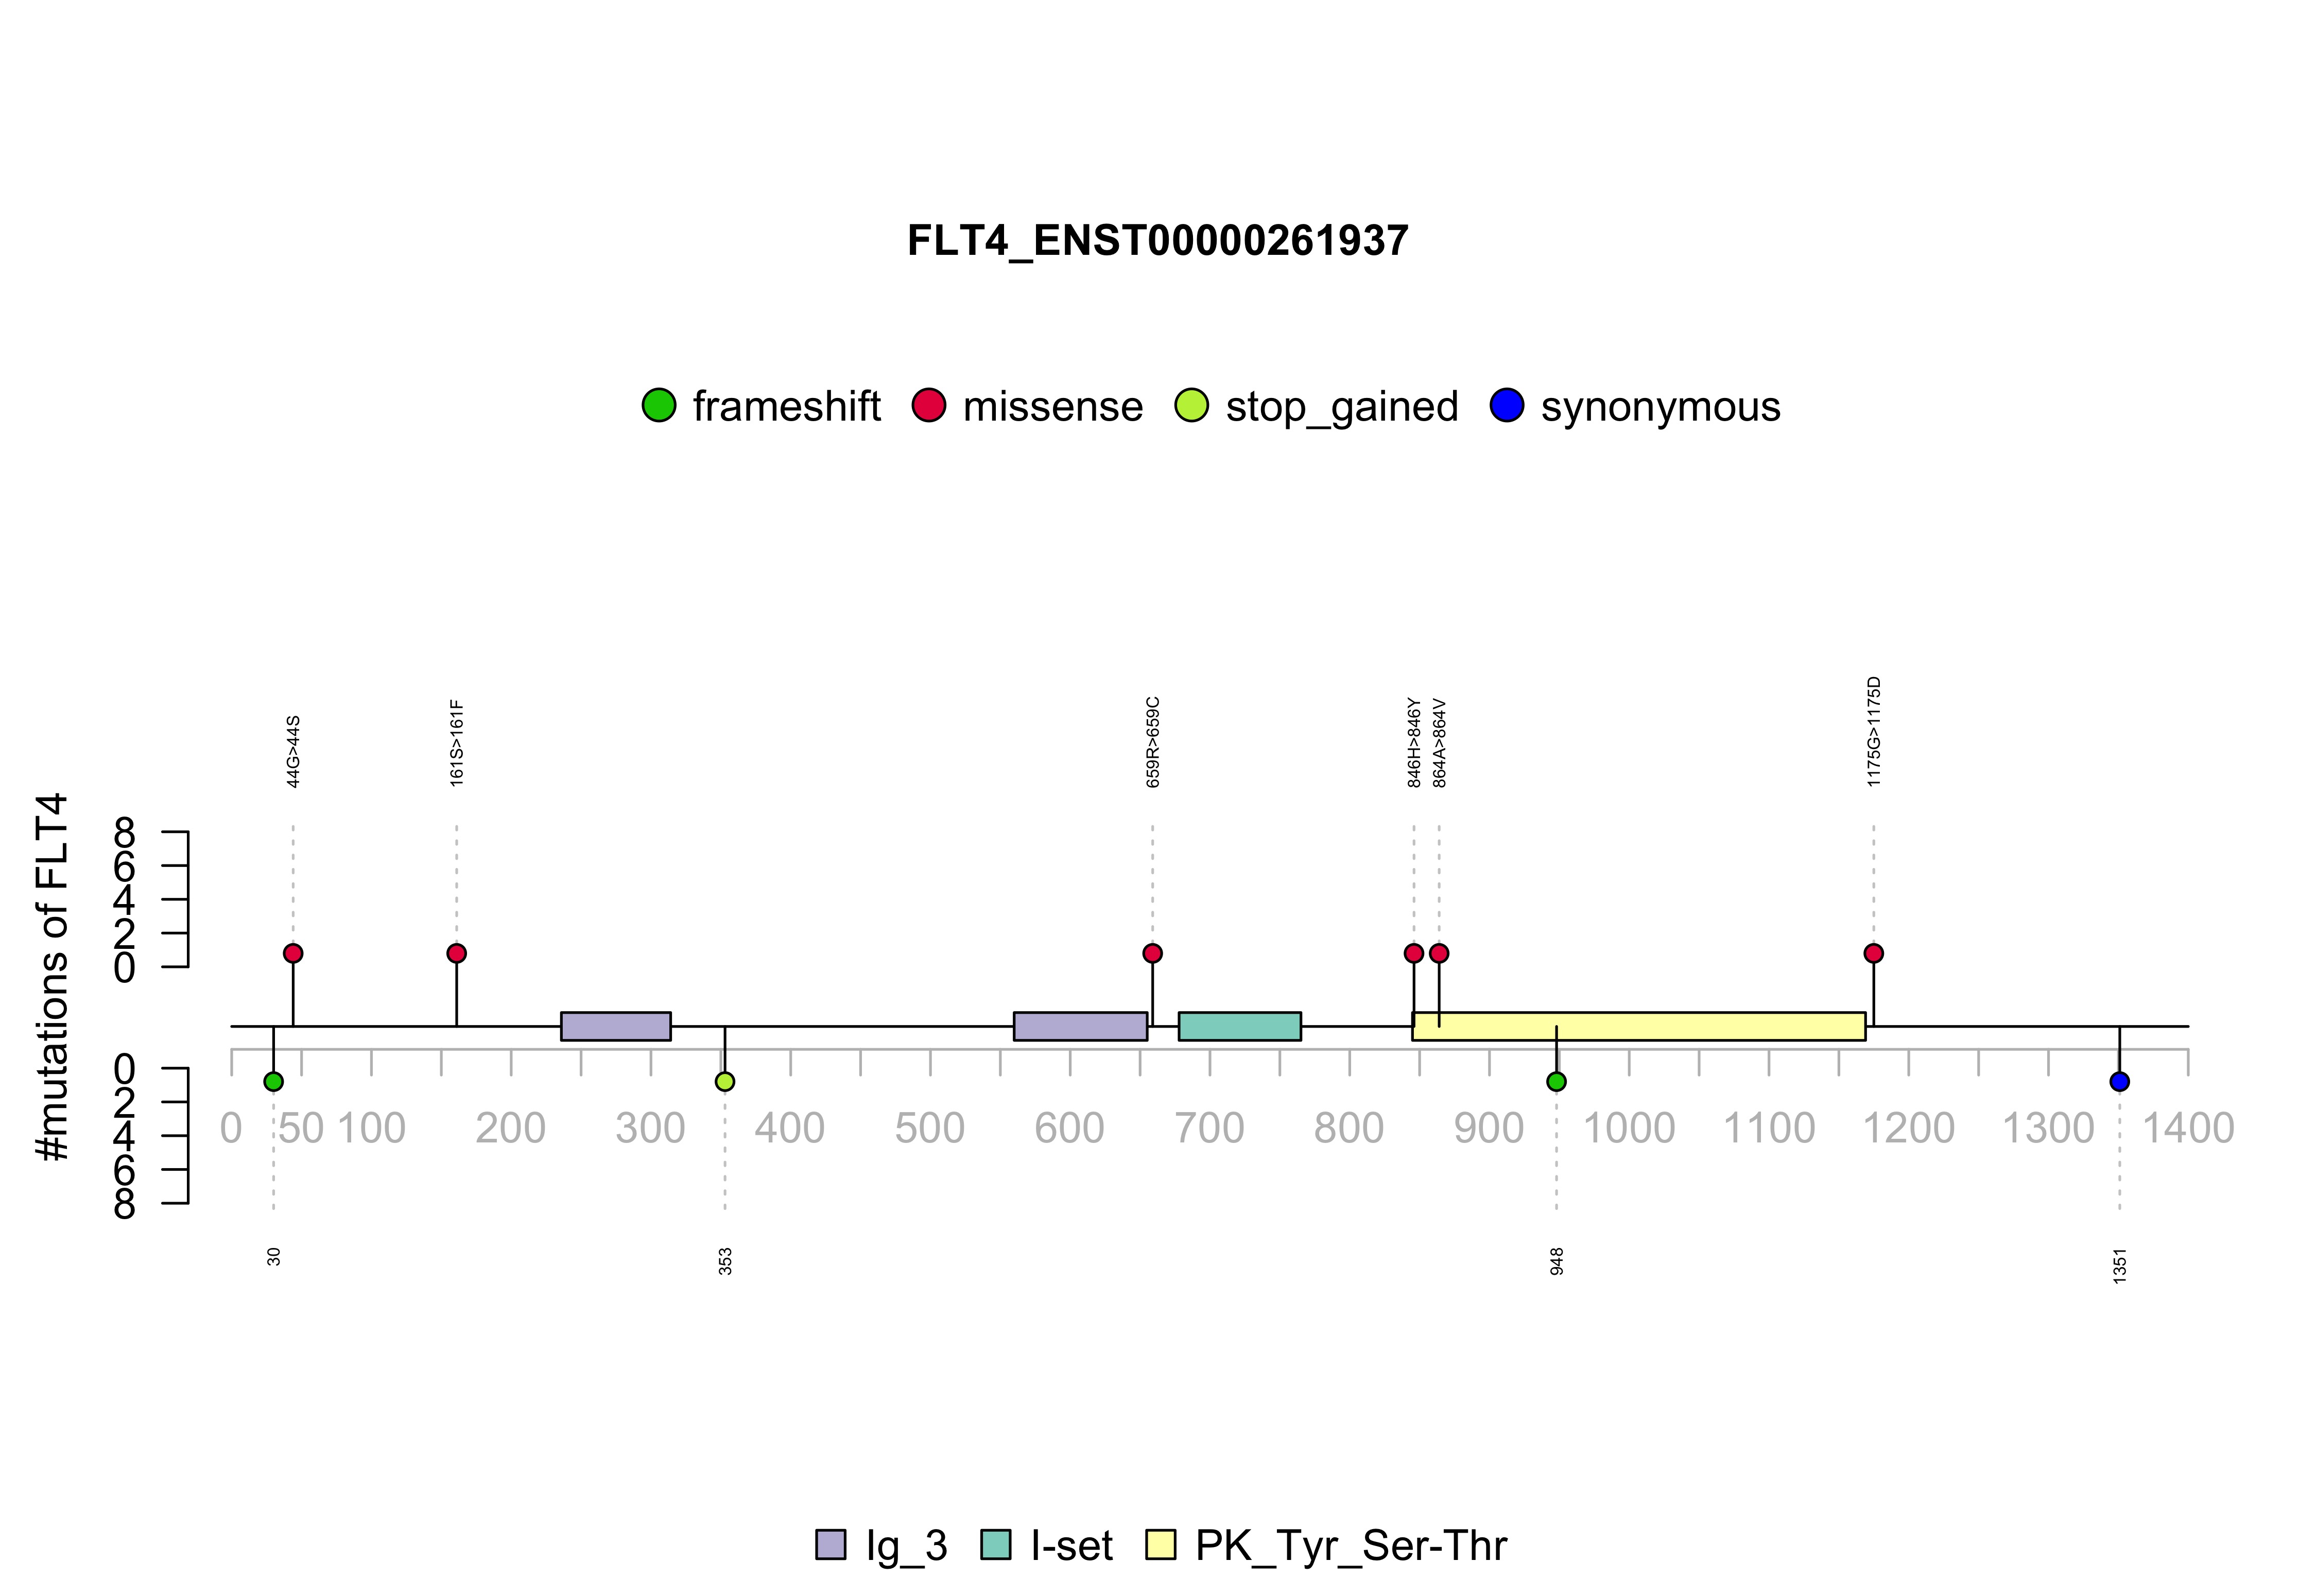 FLT4_ENST00000261937
frameshift missense stop_gained synonymous
44G>44S
161S>161F
659R>659C
846H>846Y
864A>864V
1175G>1175D
#mutations of FLT4
8
6
4
2
0
0
2
4
6
8
0 50 100 200 300 400 500 600 700 800 900 1000 1100 1200 1300 1400
30
353
948
1351
Ig_3 I-set PK_Tyr_Ser-Thr